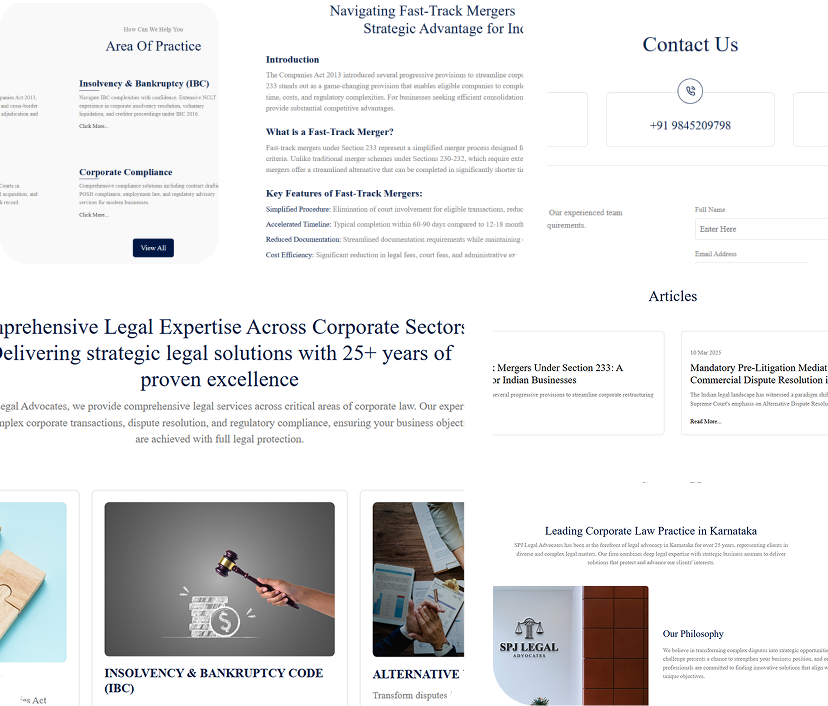 How Can We Help You
Area Of Practice
Insolvency & Bankruptcy (IBC)
Navigate IBC complexities with confidence. Extensive NCLT
experience in corporate insolvency resolution, voluntary
liquidation, and creditor proceedings under IBC 2016.
Click More...
panies Act 2013,
and cross-border
adjudication and
Corporate Compliance
Comprehensive compliance solutions including contract drafting
POSH compliance, employment law, and regulatory advisory
services for modern businesses.
Click More...
Courts in
acquisition, and
record.
View All
Navigating Fast-Track Mergers
Strategic Advantage for In
Introduction
The Companies Act 2013 introduced several progressive provisions to streamline corp
233 stands out as a game-changing provision that enables eligible companies to comple
time, costs, and regulatory complexities. For businesses seeking efficient consolidation
provide substantial competitive advantages.
What is a Fast-Track Merger?
Fast-track mergers under Section 233 represent a simplified merger process designed f
criteria. Unlike traditional merger schemes under Sections 230-232, which require exte
mergers offer a streamlined alternative that can be completed in significantly shorter ti
Key Features of Fast-Track Mergers:
Simplified Procedure: Elimination of court involvement for eligible transactions, reduc
Accelerated Timeline: Typical completion within 60-90 days compared to 12-18 month
Reduced Documentation: Streamlined documentation requirements while maintaining
Cost Efficiency: Significant reduction in legal fees, court fees, and administrative
Contact Us
+91 9845209798
Our experienced team
quirements.
Full Name
Enter Here
Email Address
prehensive Legal Expertise Across Corporate Sectors
Delivering strategic legal solutions with 25+ years of
proven excellence
egal Advocates, we provide comprehensive legal services across critical areas of corporate law. Our exper
mplex corporate transactions, dispute resolution, and regulatory compliance, ensuring your business object
are achieved with full legal protection.
INSOLVENCY & BANKRUPTCY CODE
(IBC)
ALTERNATIVE
Transform disputes
Act
Articles
Mergers Under Section 233: A
or Indian Businesses
several progressive provisions to streamline corporate restructuring
10 Mar 2025
Mandatory Pre-Litigation Mediat
Commercial Dispute Resolution i
The Indian legal landscape has witnessed a paradigm shif
Supreme Court's emphasis on Alternative Dispute Resolu
Read More...
Leading Corporate Law Practice in Karnataka
SPJ Legal Advocates has been at the forefront of legal advocacy in Karnataka for over 25 years, representing clients in
diverse and complex legal matters. Our firm combines deep legal expertise with strategic business acumen to deliver
solutions that protect and advance our clients' interests.
SPJ LEGAL
ADVOCATES
Our Philosophy
We believe in transforming complex disputes into strategic opportunitie
challenge presents a chance to strengthen your business position, and ou
professionals are committed to finding innovative solutions that align w
unique objectives.